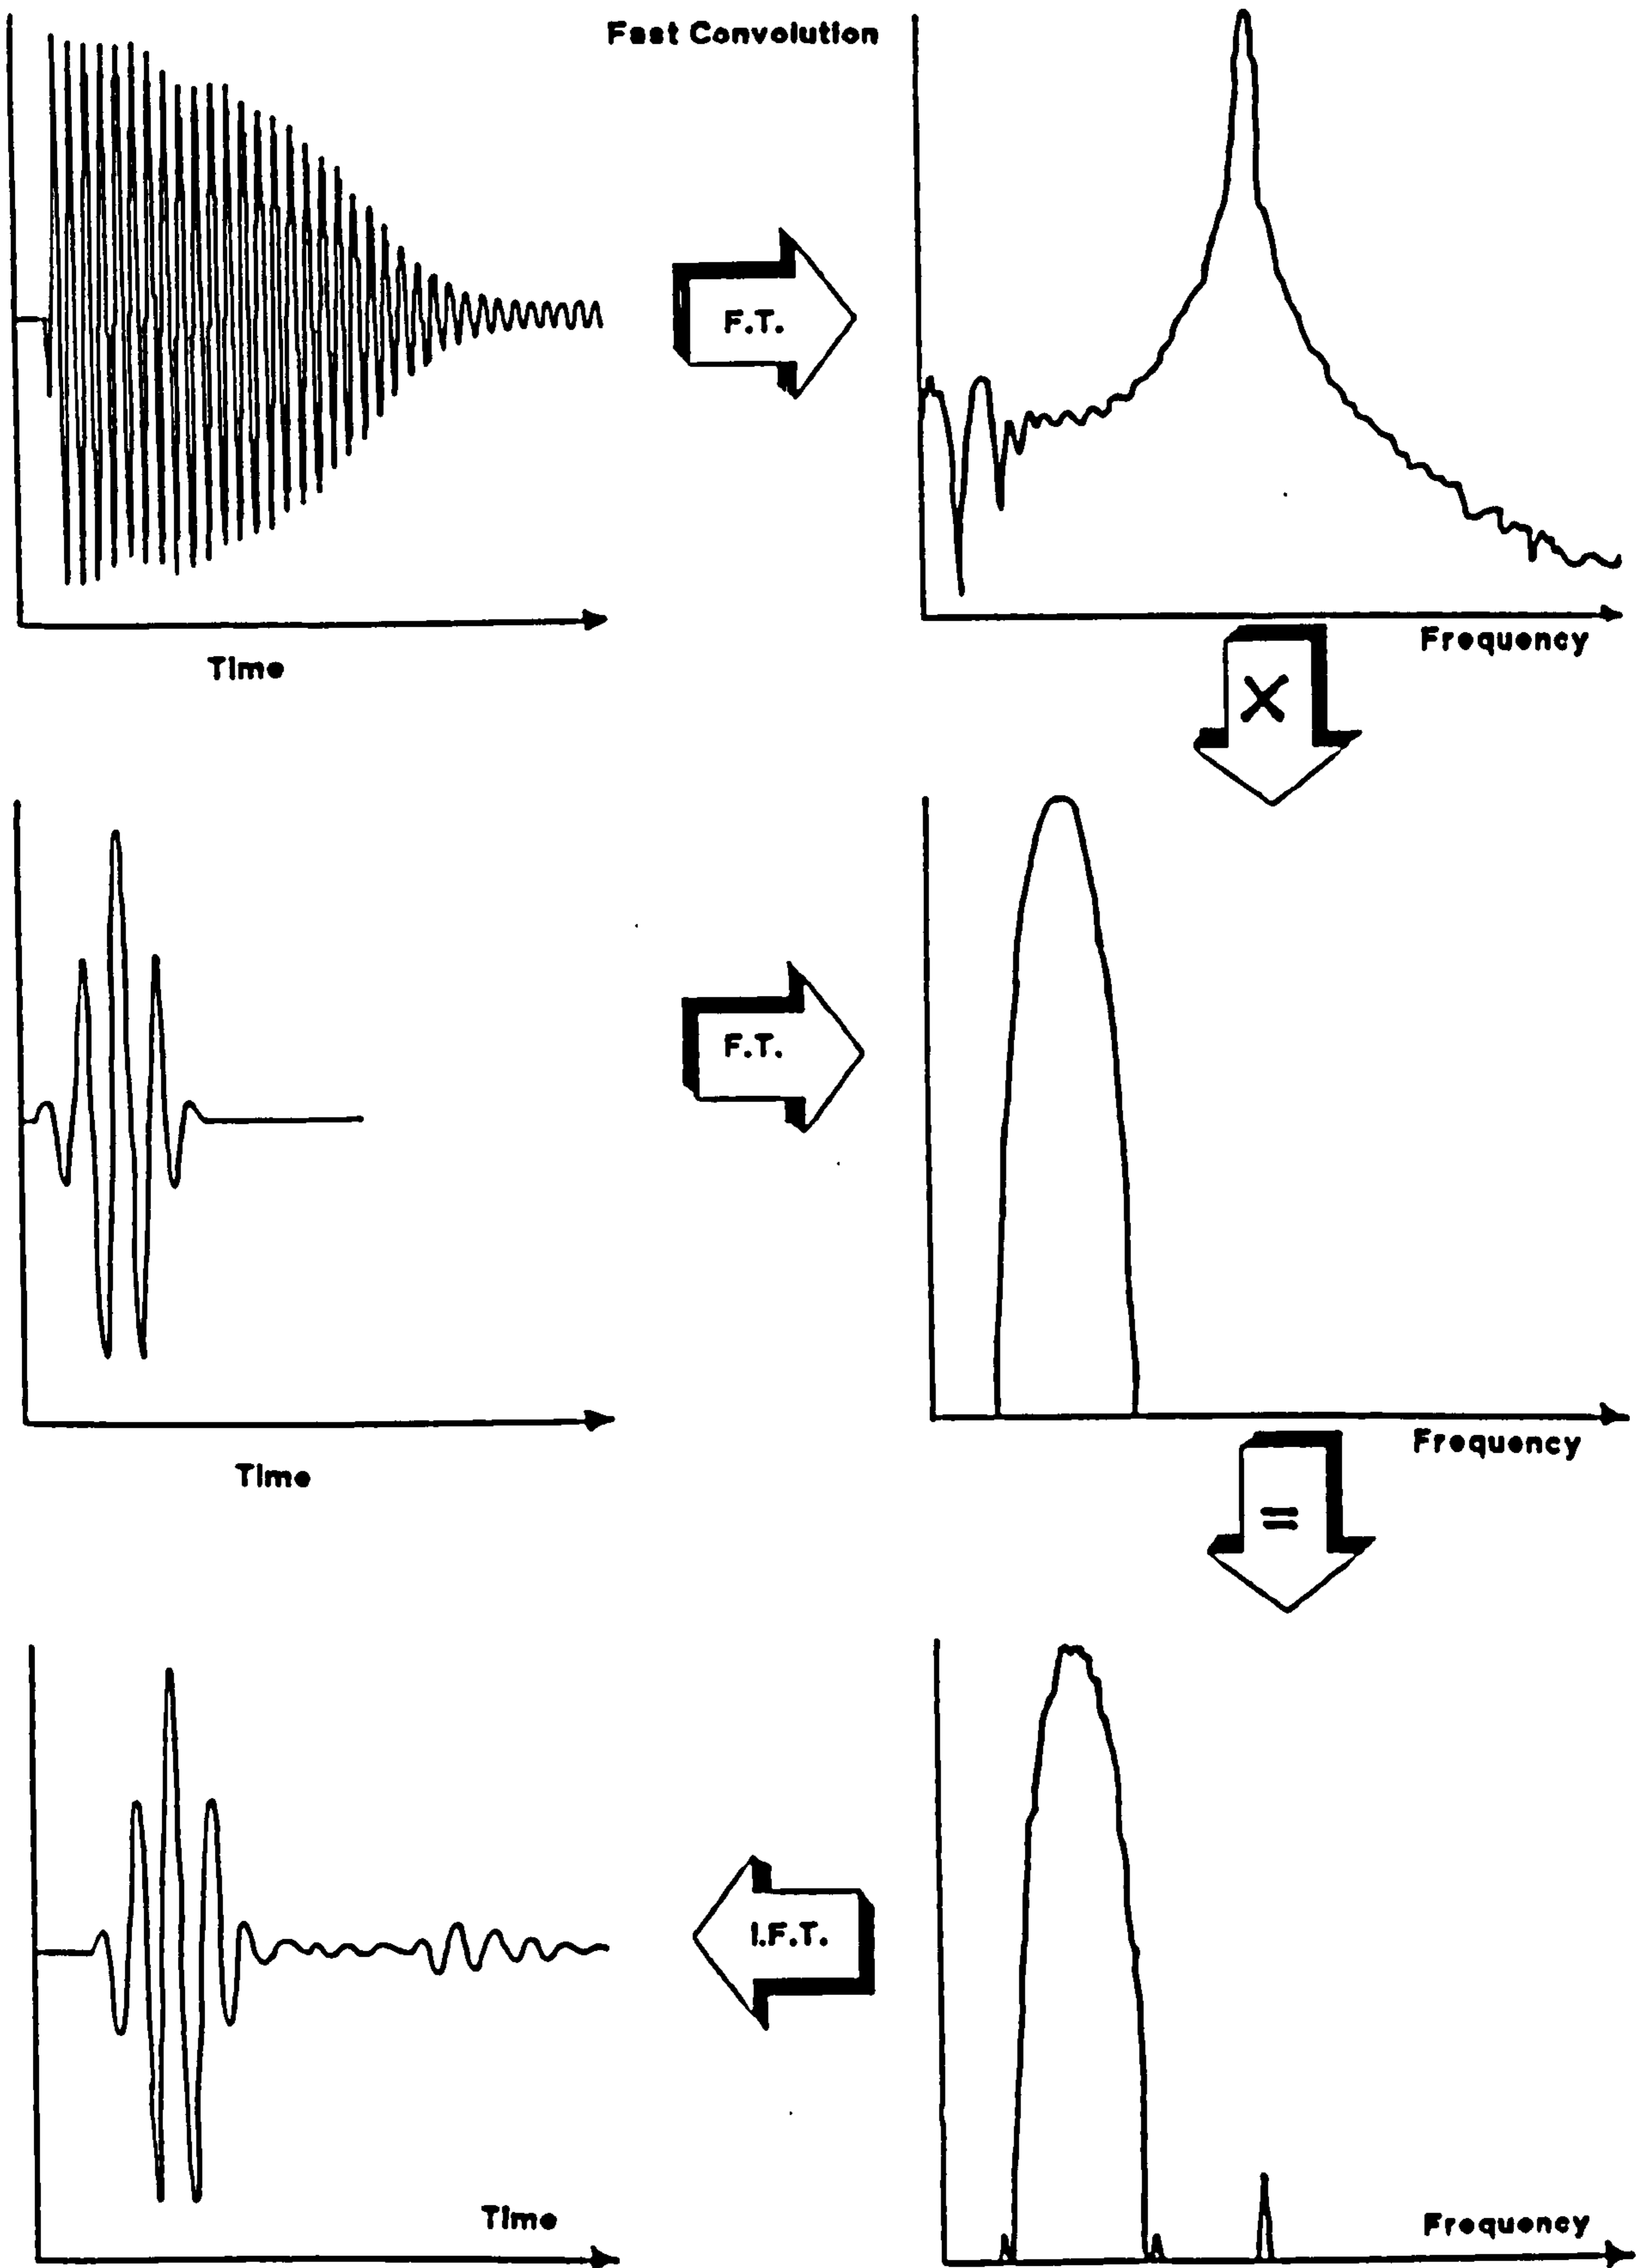 Fast Convolution
F.T.
Frequency
Time
X
F.T.
Frequency
Time
=
I.F.T.
Time
Frequency